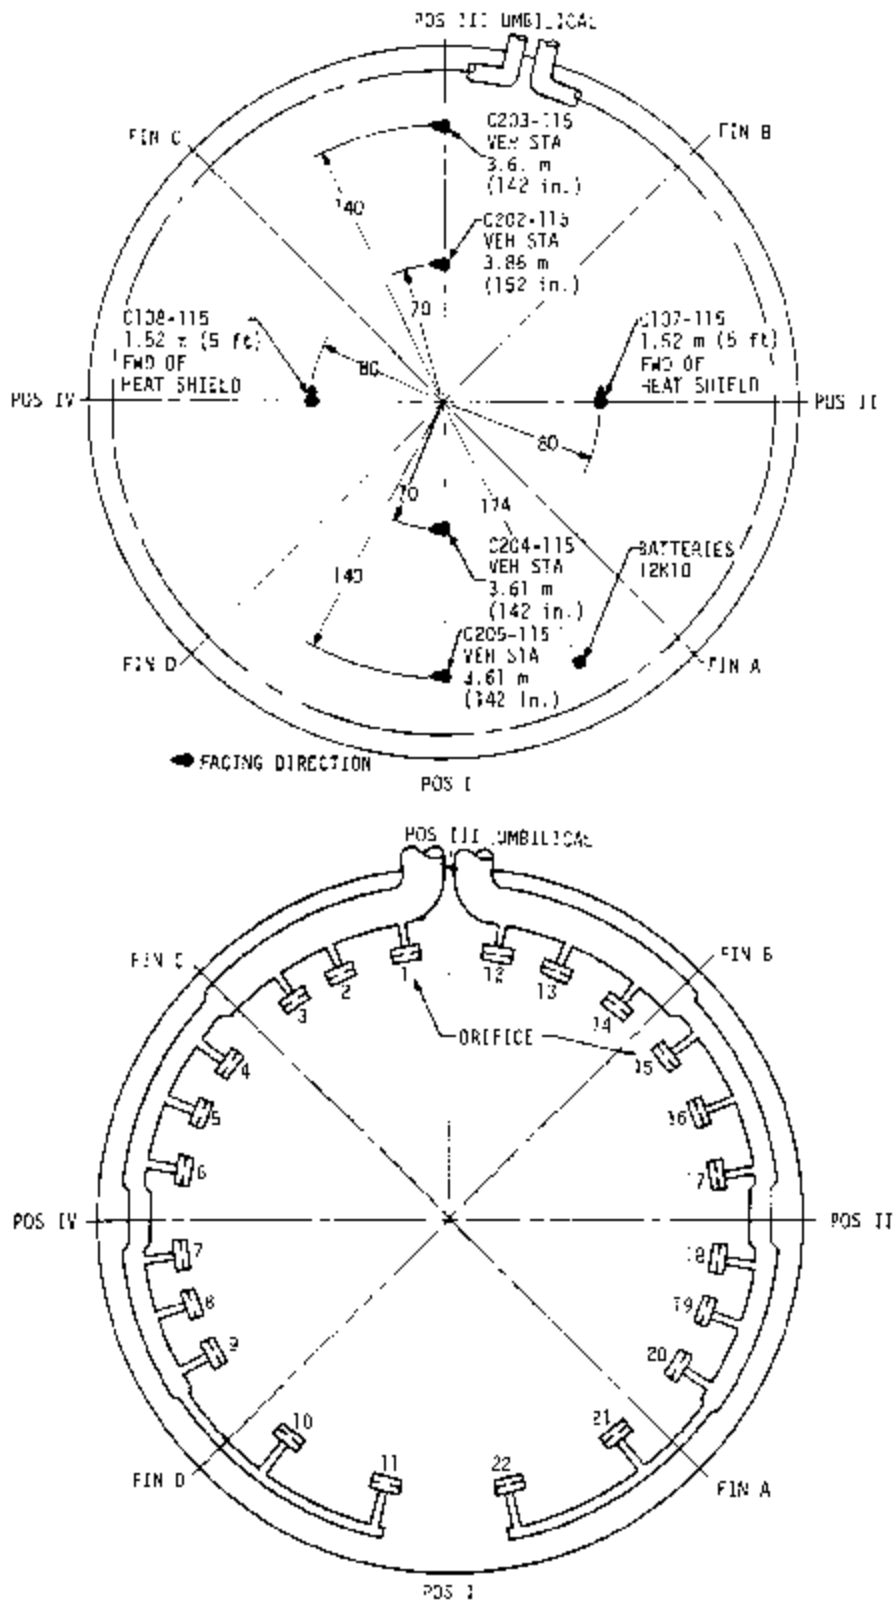 POS III UMBILICAL
FIN C
FIN B
C203-115
VEH STA
3.61 m
(142 in.)
140
C202-115
VEH STA
3.86 m
(152 in.)
70
C108-115
1.52 m (5 ft)
FWD OF
HEAT SHIELD
80
C107-115
1.52 m (5 ft)
FWD OF
HEAT SHIELD
POS IV
POS II
60
70
174
C204-115
VEH STA
3.61 m
(142 in.)
BATTERIES
12K10
140
C205-115
VEH STA
3.61 m
(142 in.)
FIN D
FIN A
FACING DIRECTION
POS I
POS III UMBILICAL
FIN C
FIN B
1
2
3
12
13
14
ORIFICE
4
15
5
16
6
17
POS IV
POS II
7
18
8
19
9
20
10
21
11
22
FIN D
FIN A
POS I